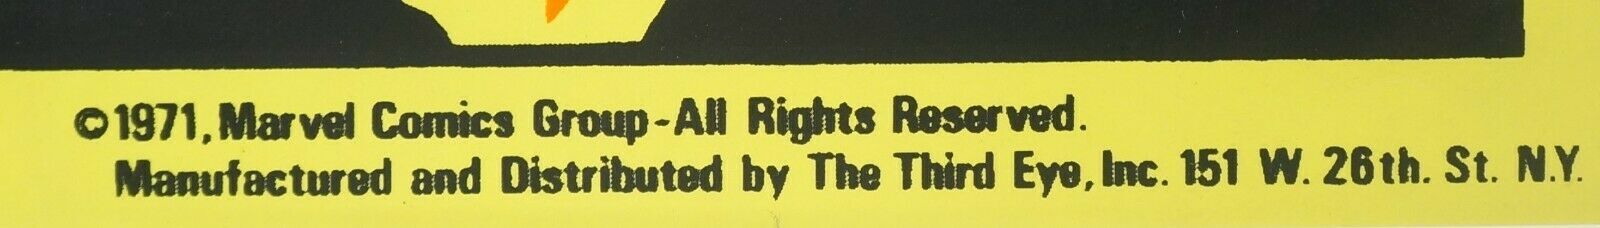 ©1971, Marvel Comics Group-All Rights Reserved.
Manufactured and Distributed by The Third Eye, Inc. 151 W. 26th. St. N.Y.